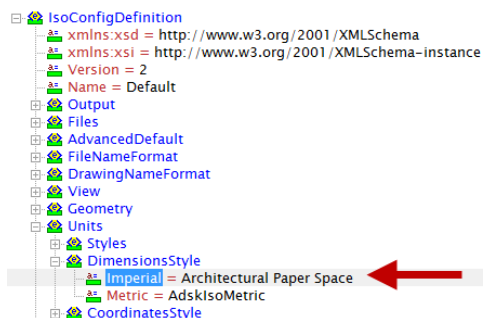 IsoConfigDefinition
xmlns:xsd = http://www.w3.org/2001/XMLSchema
xmlns:xsi = http://www.w3.org/2001/XMLSchema-instance
Version = 2
Name = Default
Output
Files
AdvancedDefault
FileNameFormat
DrawingNameFormat
View
Geometry
Units
Styles
DimensionsStyle
Imperial = Architectural Paper Space
Metric = AdskIsoMetric
CoordinatesStyle